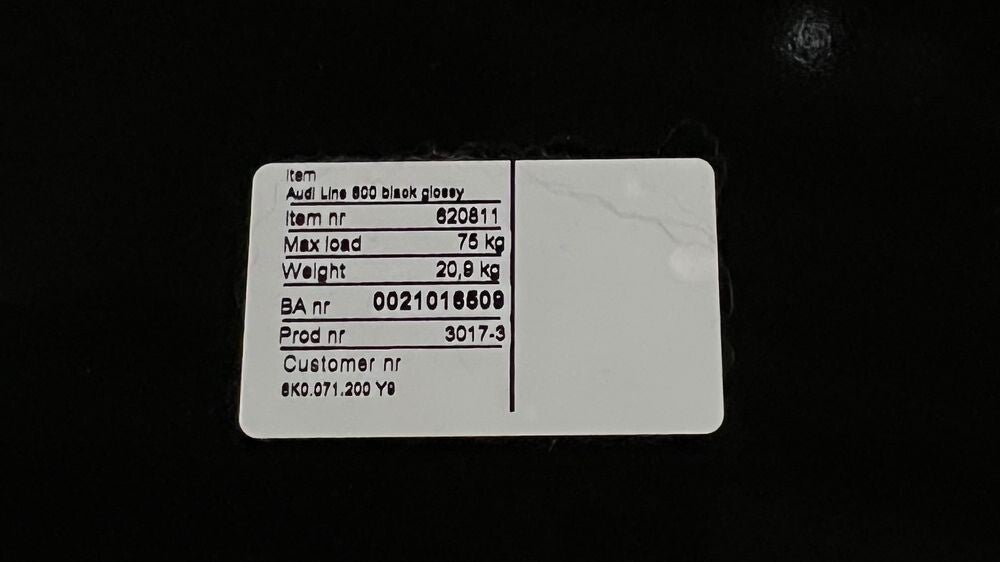 Item
Audi Line 600 black glossy
Item nr 620811
Max load 75 kg
Weight 20,9 kg
BA nr 0021016509
Prod nr 3017-3
Customer nr
8K0.071.200 Y9